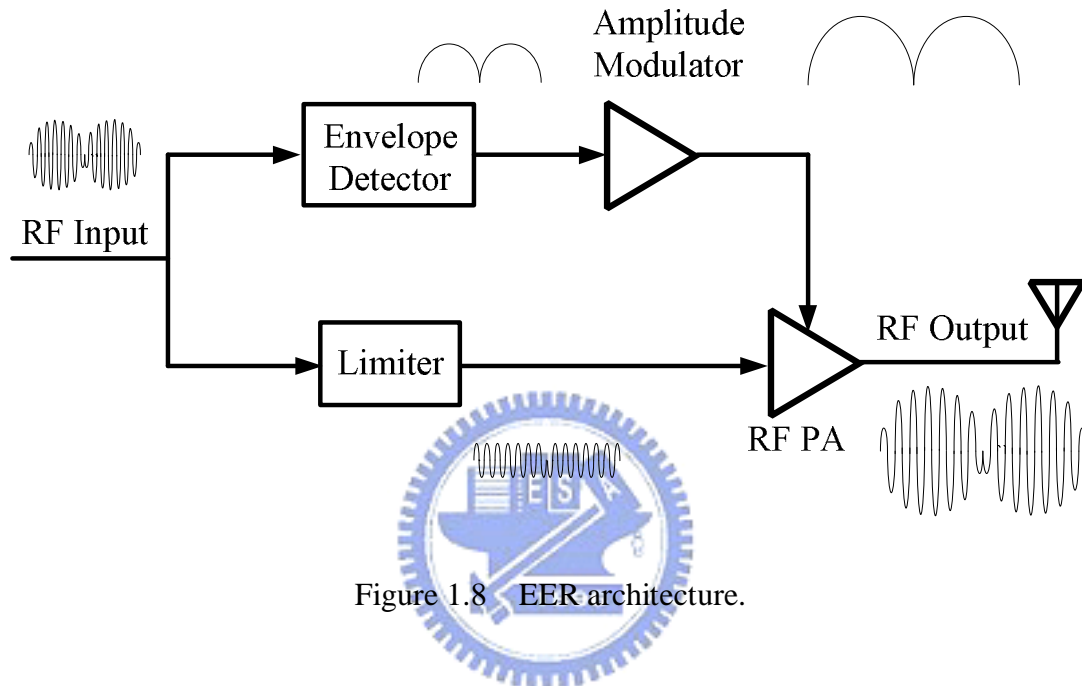 Amplitude
Modulator
Envelope
Detector
RF Input
Limiter
RF Output
RF PA
E S A
Figure 1.8 EER architecture.